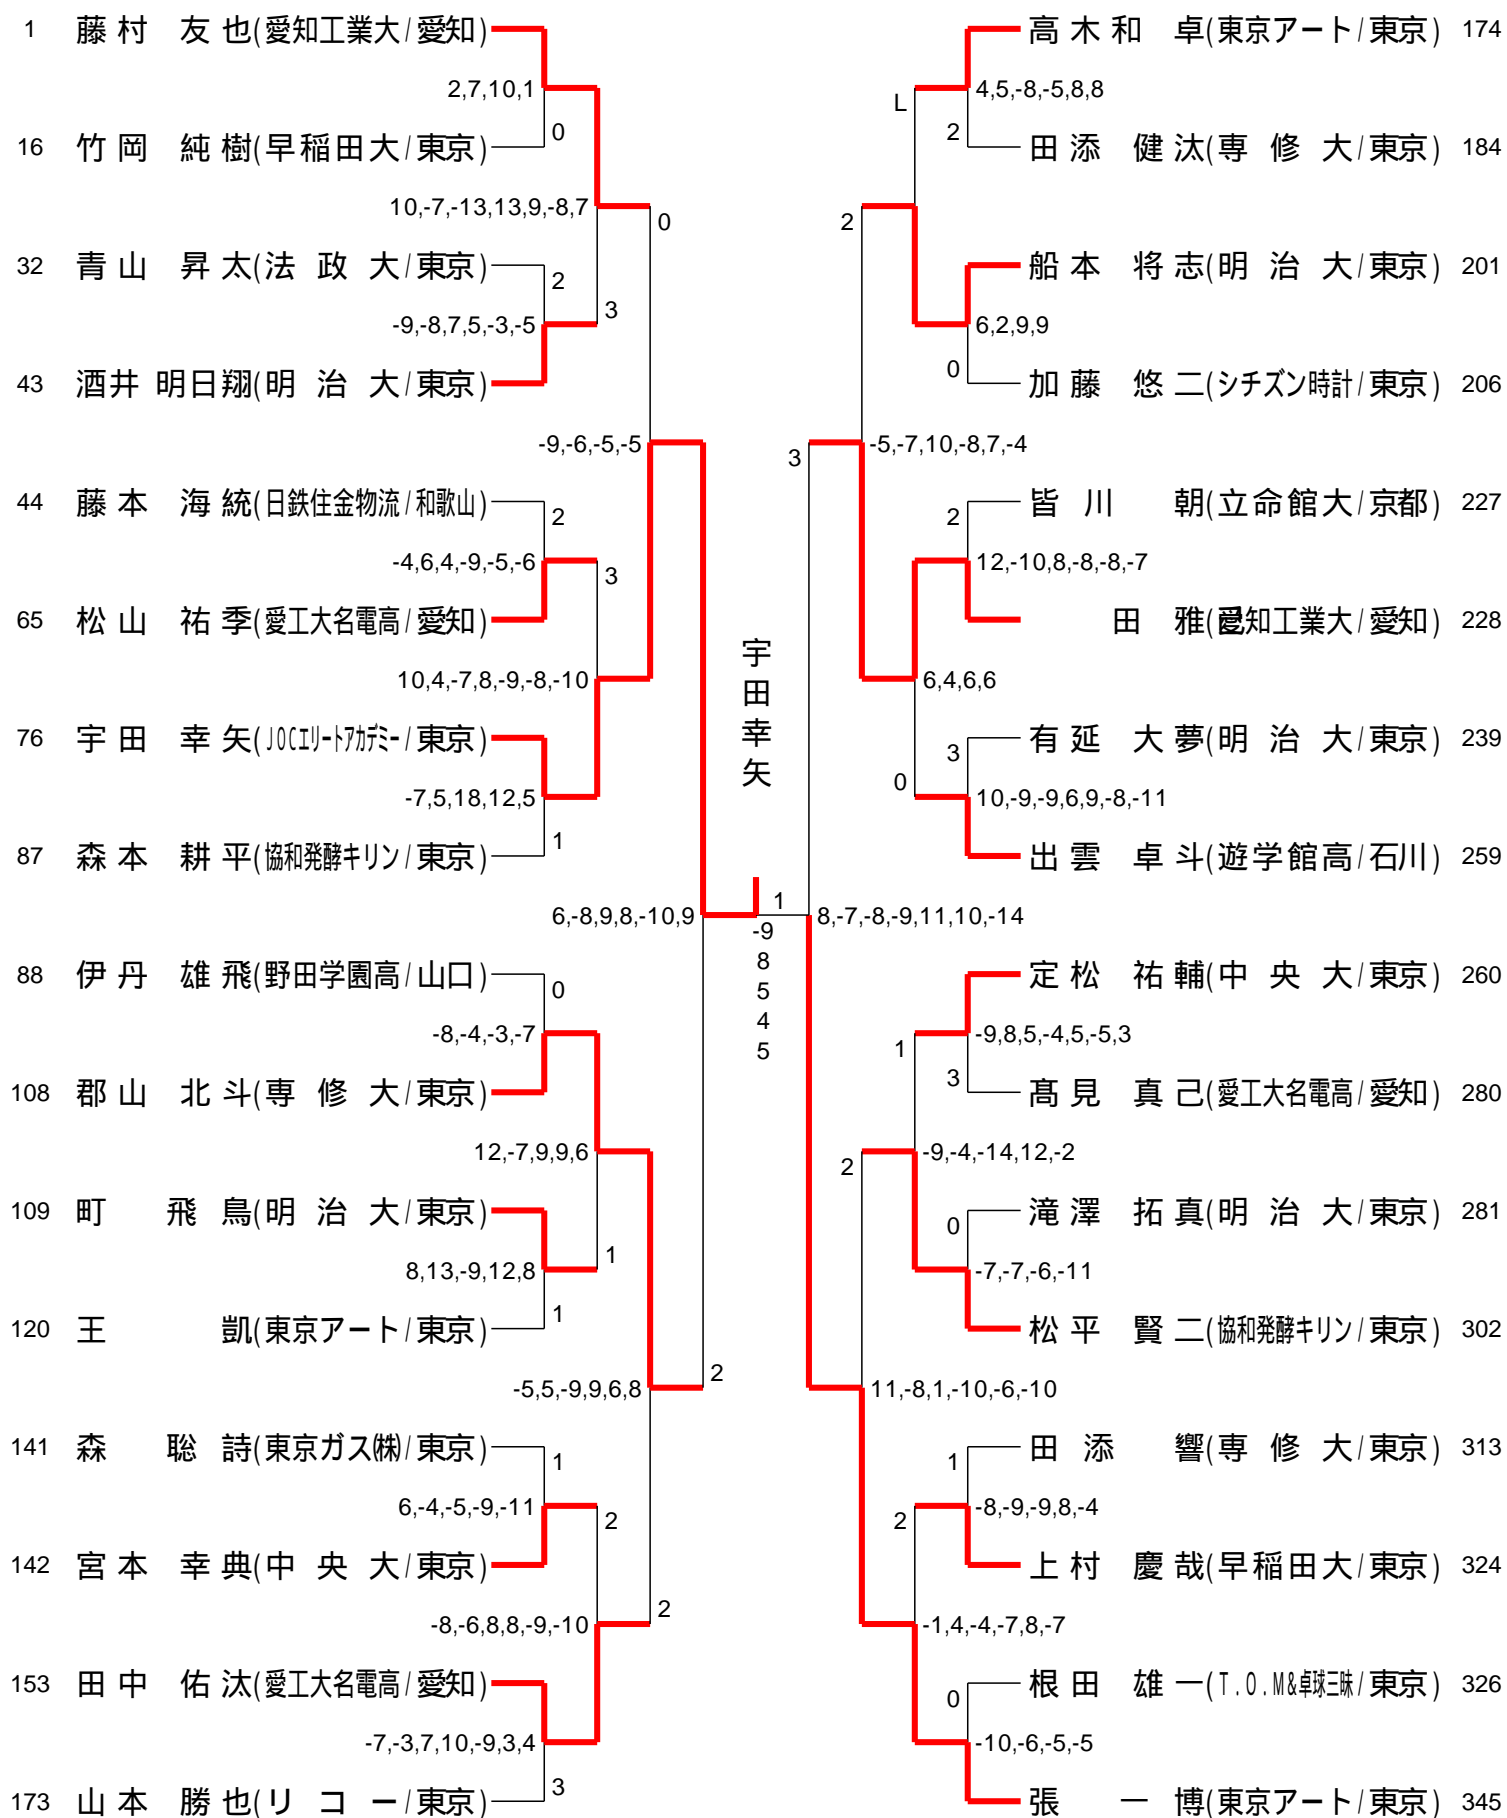 1 藤村 友也(愛知工業大/愛知)
2,7,10,1
0
16 竹岡 純樹(早稲田大/東京)
10,-7,-13,13,9,-8,7
0
32 青山 昇太(法政大/東京)
2
-9,-8,7,5,-3,-5
3
43 酒井 明日翔(明治大/東京)
-9,-6,-5,-5
44 藤本 海統(日鉄住金物流/和歌山)
2
-4,6,4,-9,-5,-6
3
65 松山 祐季(愛工大名電高/愛知)
10,4,-7,8,-9,-8,-10
76 宇田 幸矢(JOCエリートアカデミー/東京)
-7,5,18,12,5
1
87 森本 耕平(協和発酵キリン/東京)
6,-8,9,8,-10,9
88 伊丹 雄飛(野田学園高/山口)
0
-8,-4,-3,-7
108 郡山 北斗(専修大/東京)
12,-7,9,9,6
109 町 飛鳥(明治大/東京)
1
8,13,-9,12,8
1
120 王 凱(東京アート/東京)
-5,5,-9,9,6,8
2
141 森 聡詩(東京ガス㈱/東京)
1
6,-4,-5,-9,-11
2
142 宮本 幸典(中央大/東京)
-8,-6,8,8,-9,-10
2
153 田中 佑汰(愛工大名電高/愛知)
-7,-3,7,10,-9,3,4
3
173 山本 勝也(リコー/東京)
宇田幸矢
1
-9
8
5
4
5
高木和 卓(東京アート/東京) 174
L
4,5,-8,-5,8,8
2
田添 健汰(専修大/東京) 184
2
船本 将志(明治大/東京) 201
6,2,9,9
0
加藤 悠二(シチズン時計/東京) 206
3
-5,-7,10,-8,7,-4
皆川 朝(立命館大/京都) 227
2
12,-10,8,-8,-8,-7
田 雅(愛知工業大/愛知) 228
6,4,6,6
有延 大夢(明治大/東京) 239
3
0
10,-9,-9,6,9,-8,-11
出雲 卓斗(遊学館高/石川) 259
8,-7,-8,-9,11,10,-14
定松 祐輔(中央大/東京) 260
1
-9,8,5,-4,5,-5,3
3
髙見 真己(愛工大名電高/愛知) 280
2
-9,-4,-14,12,-2
滝澤 拓真(明治大/東京) 281
0
-7,-7,-6,-11
松平 賢二(協和発酵キリン/東京) 302
11,-8,1,-10,-6,-10
田添 響(専修大/東京) 313
1
2
-8,-9,-9,8,-4
上村 慶哉(早稲田大/東京) 324
-1,4,-4,-7,8,-7
根田 雄一(T.O.M&卓球三昧/東京) 326
0
-10,-6,-5,-5
張 一博(東京アート/東京) 345